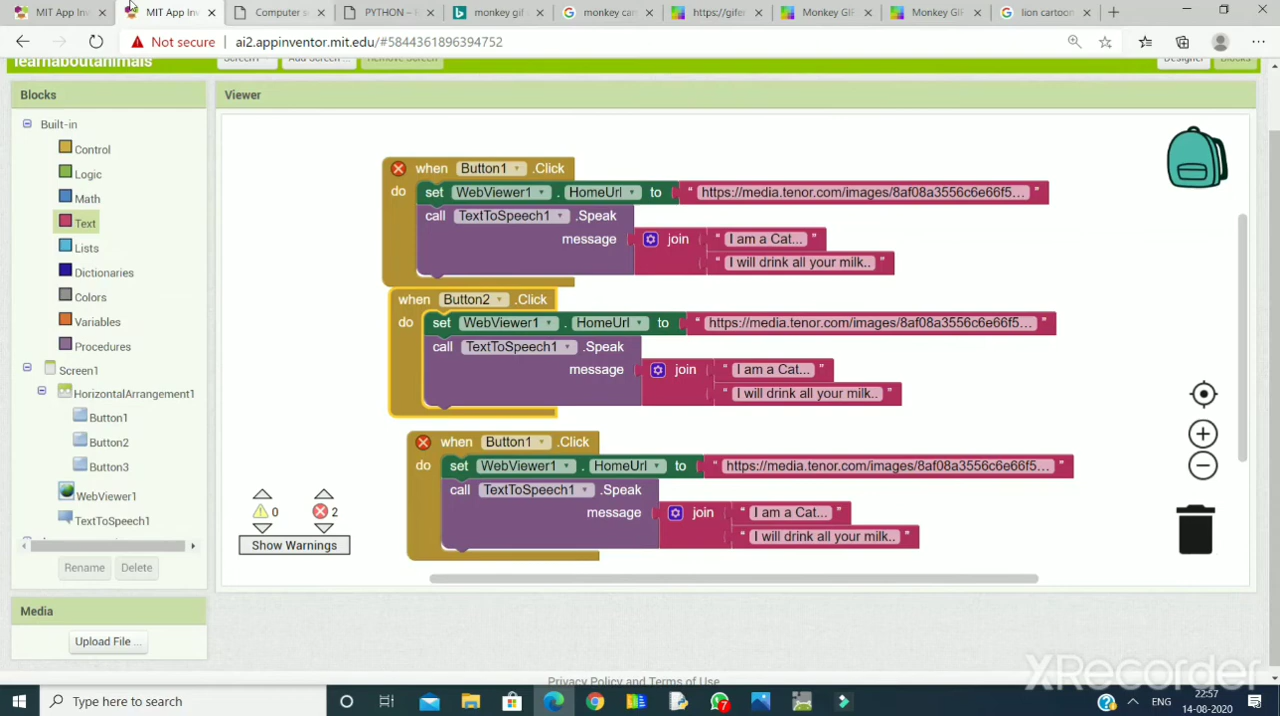 MIT App Inv
MIT App Inv
Computer s
PYTHON –
monkey gif
monkey car
https://gifer
Monkey GIF
Monkey GIF
lion cartoon
Not secure
ai2.appinventor.mit.edu/#5844361896394752
learnaboutanimals
Screen1
Add Screen ...
Remove Screen
Designer
Blocks
Blocks
Viewer
Built-in
Control
Logic
Math
Text
Lists
Dictionaries
Colors
Variables
Procedures
Screen1
HorizontalArrangement1
Button1
Button2
Button3
WebViewer1
TextToSpeech1
Rename
Delete
Media
Upload File ...
when Button1 .Click
do set WebViewer1 . HomeUrl to “ https://media.tenor.com/images/8af08a3556c6e66f5... ”
call TextToSpeech1 .Speak
message join “ I am a Cat... ”
“ I will drink all your milk.. ”
when Button2 .Click
do set WebViewer1 . HomeUrl to “ https://media.tenor.com/images/8af08a3556c6e66f5... ”
call TextToSpeech1 .Speak
message join “ I am a Cat... ”
“ I will drink all your milk.. ”
when Button1 .Click
do set WebViewer1 . HomeUrl to “ https://media.tenor.com/images/8af08a3556c6e66f5... ”
call TextToSpeech1 .Speak
message join “ I am a Cat... ”
“ I will drink all your milk.. ”
0 2
Show Warnings
Privacy Policy and Terms of Use
XRecorder
Type here to search
7
ENG
22:57
14-08-2020